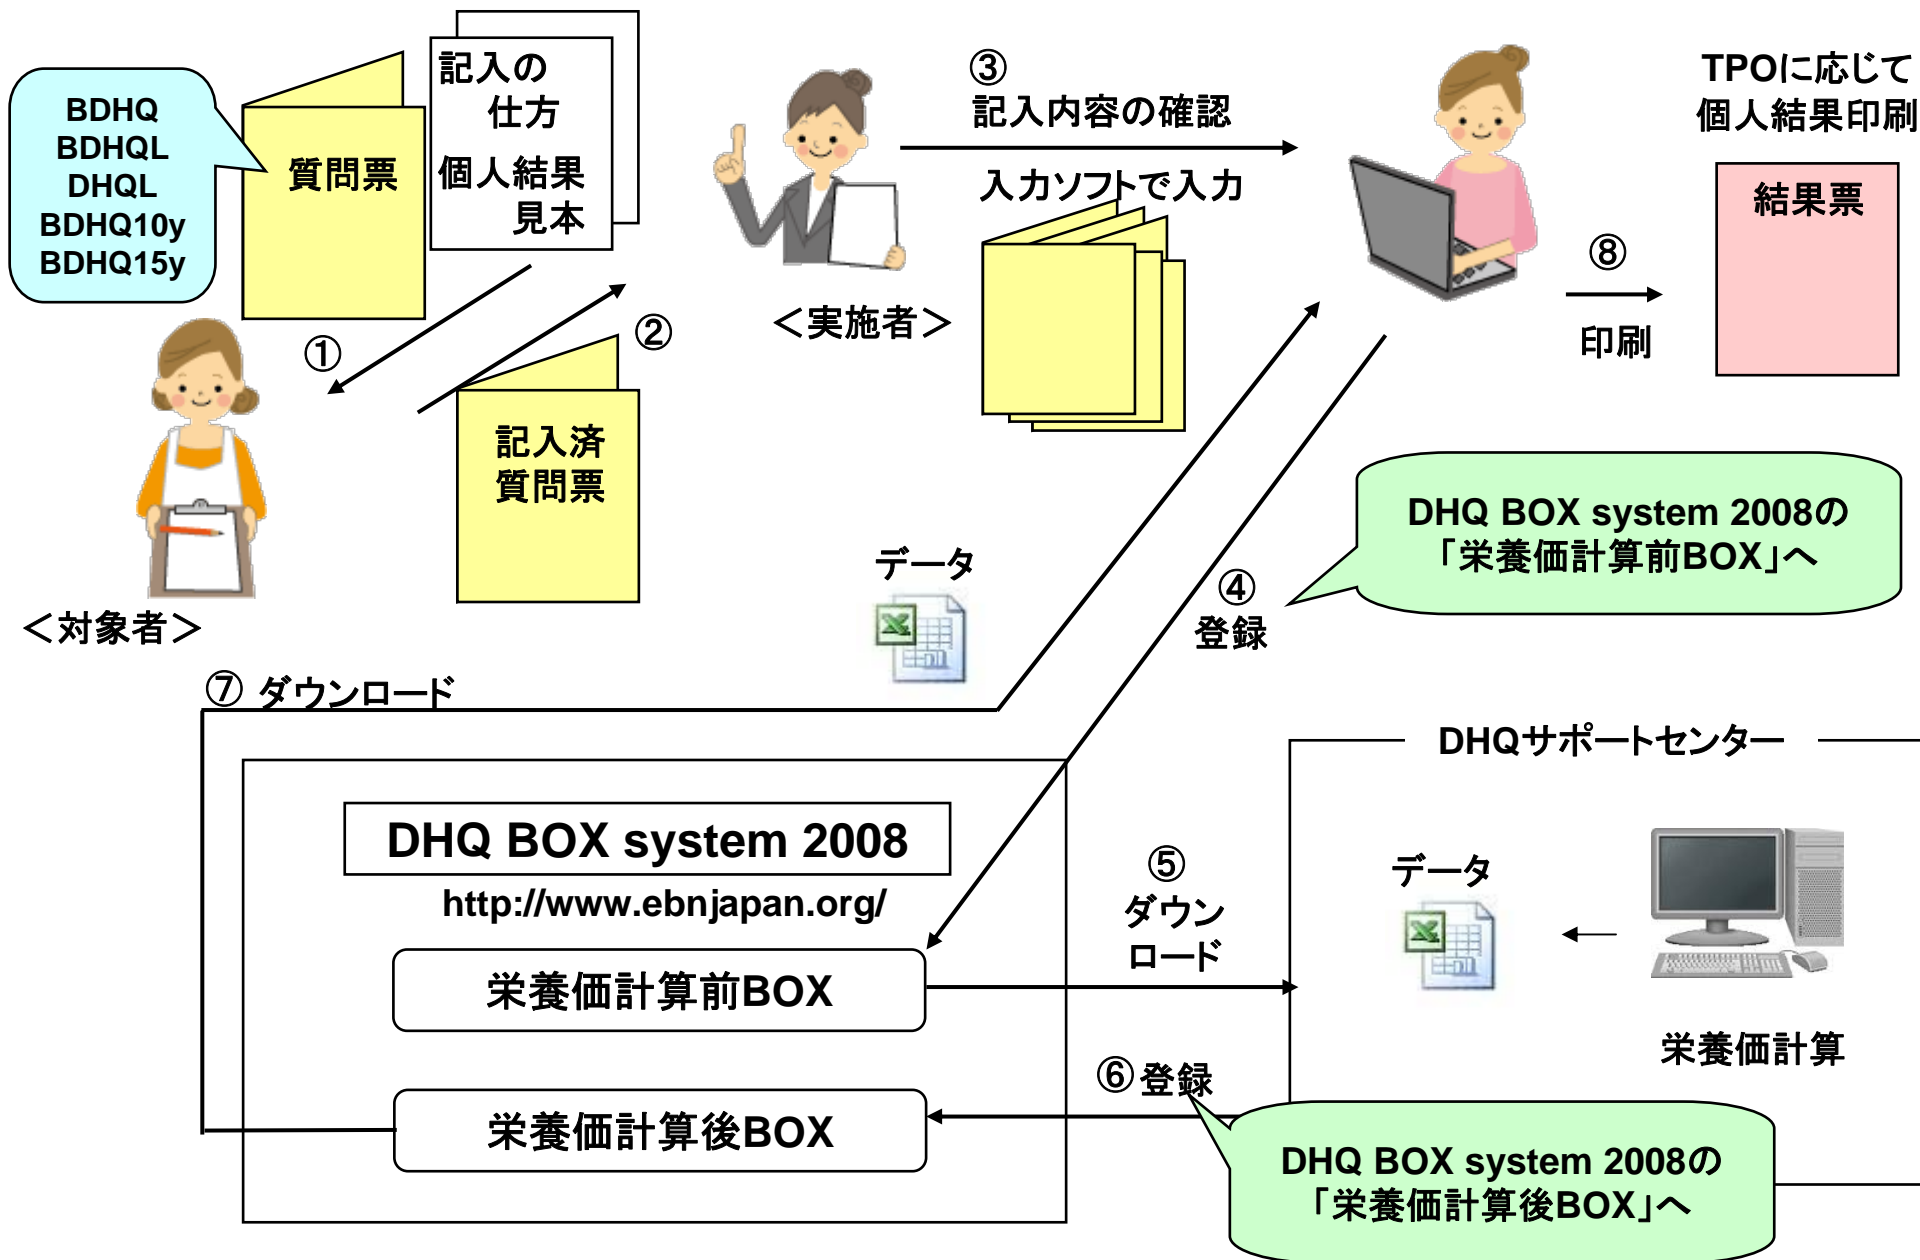 BDHQ
BDHQL
DHQL
BDHQ10y
BDHQ15y
質問票
記入の
仕方
個人結果
見本
①
②
記入済
質問票
＜対象者＞
＜実施者＞
③
記入内容の確認
入力ソフトで入力
TPOに応じて
個人結果印刷
結果票
⑧
印刷
データ
④
登録
DHQ BOX system 2008の
「栄養価計算前BOX」へ
⑦ ダウンロード
DHQ BOX system 2008
http://www.ebnjapan.org/
栄養価計算前BOX
栄養価計算後BOX
⑤
ダウン
ロード
⑥登録
DHQサポートセンター
データ
栄養価計算
DHQ BOX system 2008の
「栄養価計算後BOX」へ